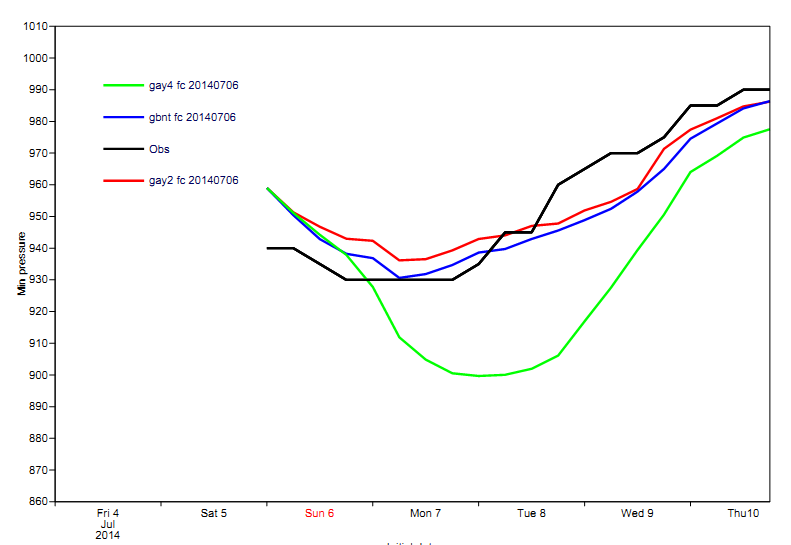 1010
1000
990
980
970
960
950
940
930
920
910
900
890
880
870
860
Min pressure
gay4 fc 20140706
gbnt fc 20140706
Obs
gay2 fc 20140706
Fri 4
Jul
2014
Sat 5
Sun 6
Mon 7
Tue 8
Wed 9
Thu10